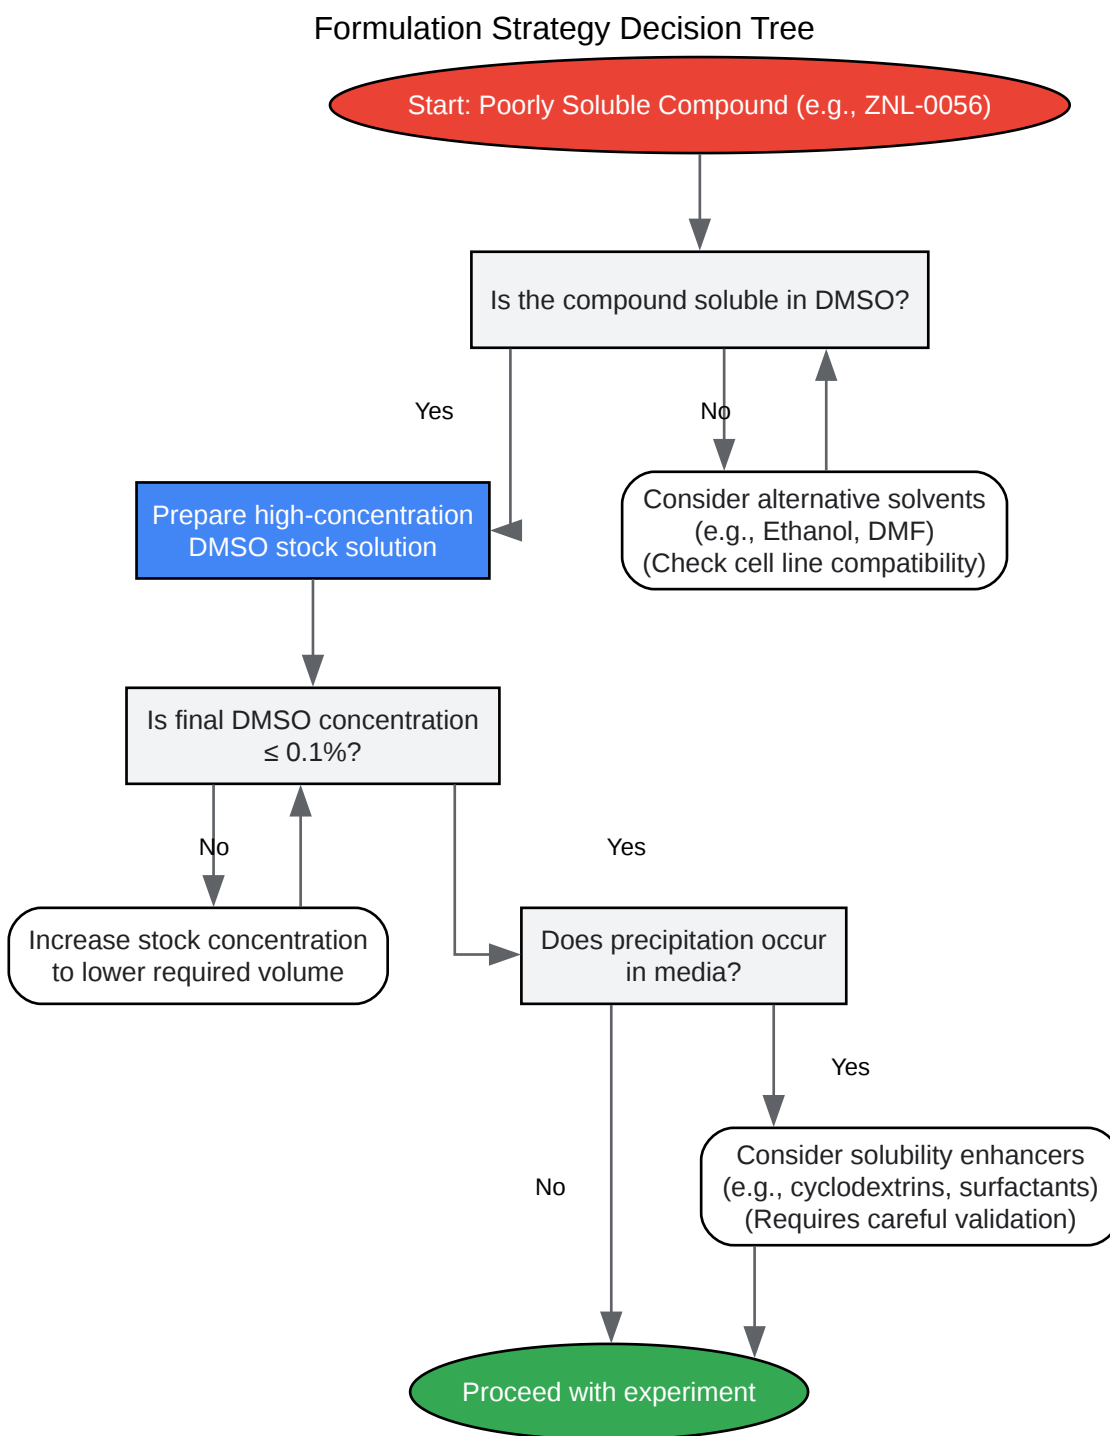 Formulation Strategy Decision Tree
Start: Poorly Soluble Compound (e.g., ZNL-0056)
Is the compound soluble in DMSO?
Yes
No
Prepare high-concentration
DMSO stock solution
Consider alternative solvents
(e.g., Ethanol, DMF)
(Check cell line compatibility)
Is final DMSO concentration
≤ 0.1%?
No
Yes
Increase stock concentration
to lower required volume
Does precipitation occur
in media?
Yes
No
Consider solubility enhancers
(e.g., cyclodextrins, surfactants)
(Requires careful validation)
Proceed with experiment